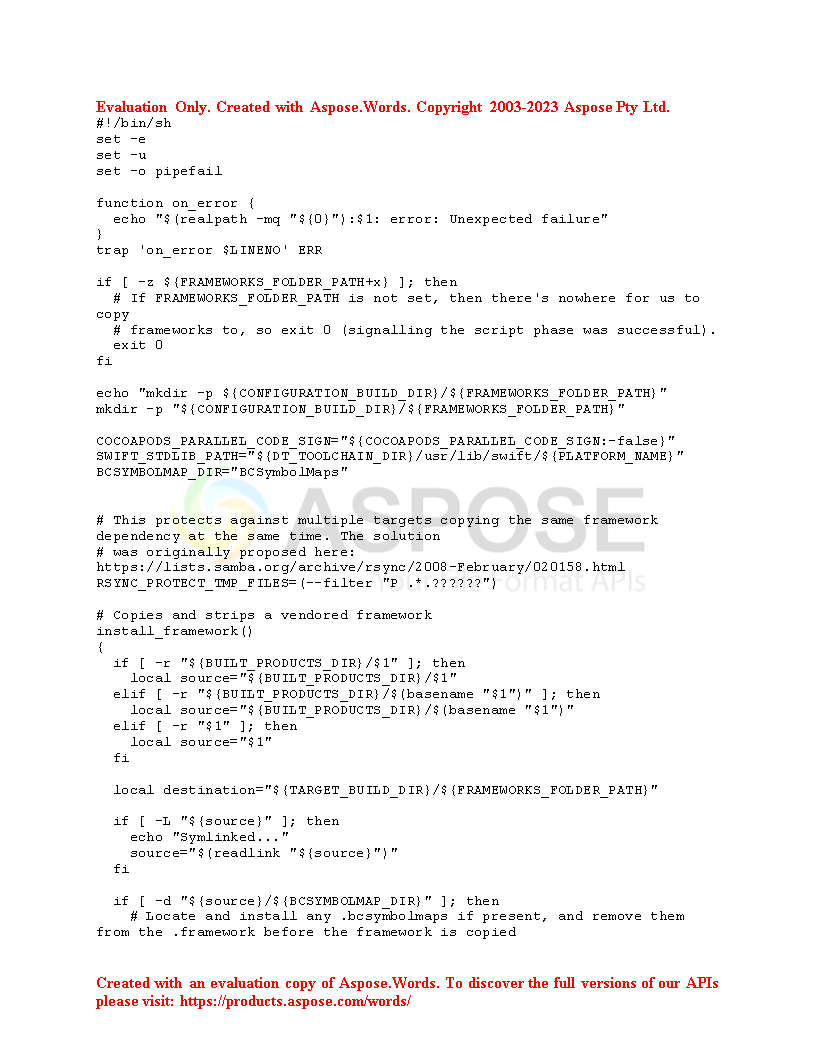 Evaluation Only. Created with Aspose.Words. Copyright 2003-2023 Aspose Pty Ltd.
#!/bin/sh
set -e
set -u
set -o pipefail

function on_error {
  echo "$(realpath -mq "${0}"):$1: error: Unexpected failure"
}
trap 'on_error $LINENO' ERR

if [ -z ${FRAMEWORKS_FOLDER_PATH+x} ]; then
  # If FRAMEWORKS_FOLDER_PATH is not set, then there's nowhere for us to
copy
  # frameworks to, so exit 0 (signalling the script phase was successful).
  exit 0
fi

echo "mkdir -p ${CONFIGURATION_BUILD_DIR}/${FRAMEWORKS_FOLDER_PATH}"
mkdir -p "${CONFIGURATION_BUILD_DIR}/${FRAMEWORKS_FOLDER_PATH}"

COCOAPODS_PARALLEL_CODE_SIGN="${COCOAPODS_PARALLEL_CODE_SIGN:-false}"
SWIFT_STDLIB_PATH="${DT_TOOLCHAIN_DIR}/usr/lib/swift/${PLATFORM_NAME}"
BCSYMBOLMAP_DIR="BCSymbolMaps"

ASPOSE
# This protects against multiple targets copying the same framework
dependency at the same time. The solution
# was originally proposed here:
https://lists.samba.org/archive/rsync/2008-February/020158.html
RSYNC_PROTECT_TMP_FILES=(--filter "P .*.??????")
Your File Format APIs

# Copies and strips a vendored framework
install_framework()
{
  if [ -r "${BUILT_PRODUCTS_DIR}/$1" ]; then
    local source="${BUILT_PRODUCTS_DIR}/$1"
  elif [ -r "${BUILT_PRODUCTS_DIR}/$(basename "$1")" ]; then
    local source="${BUILT_PRODUCTS_DIR}/$(basename "$1")"
  elif [ -r "$1" ]; then
    local source="$1"
  fi

  local destination="${TARGET_BUILD_DIR}/${FRAMEWORKS_FOLDER_PATH}"

  if [ -L "${source}" ]; then
    echo "Symlinked..."
    source="$(readlink "${source}")"
  fi

  if [ -d "${source}/${BCSYMBOLMAP_DIR}" ]; then
    # Locate and install any .bcsymbolmaps if present, and remove them
from the .framework before the framework is copied

Created with an evaluation copy of Aspose.Words. To discover the full versions of our APIs
please visit: https://products.aspose.com/words/